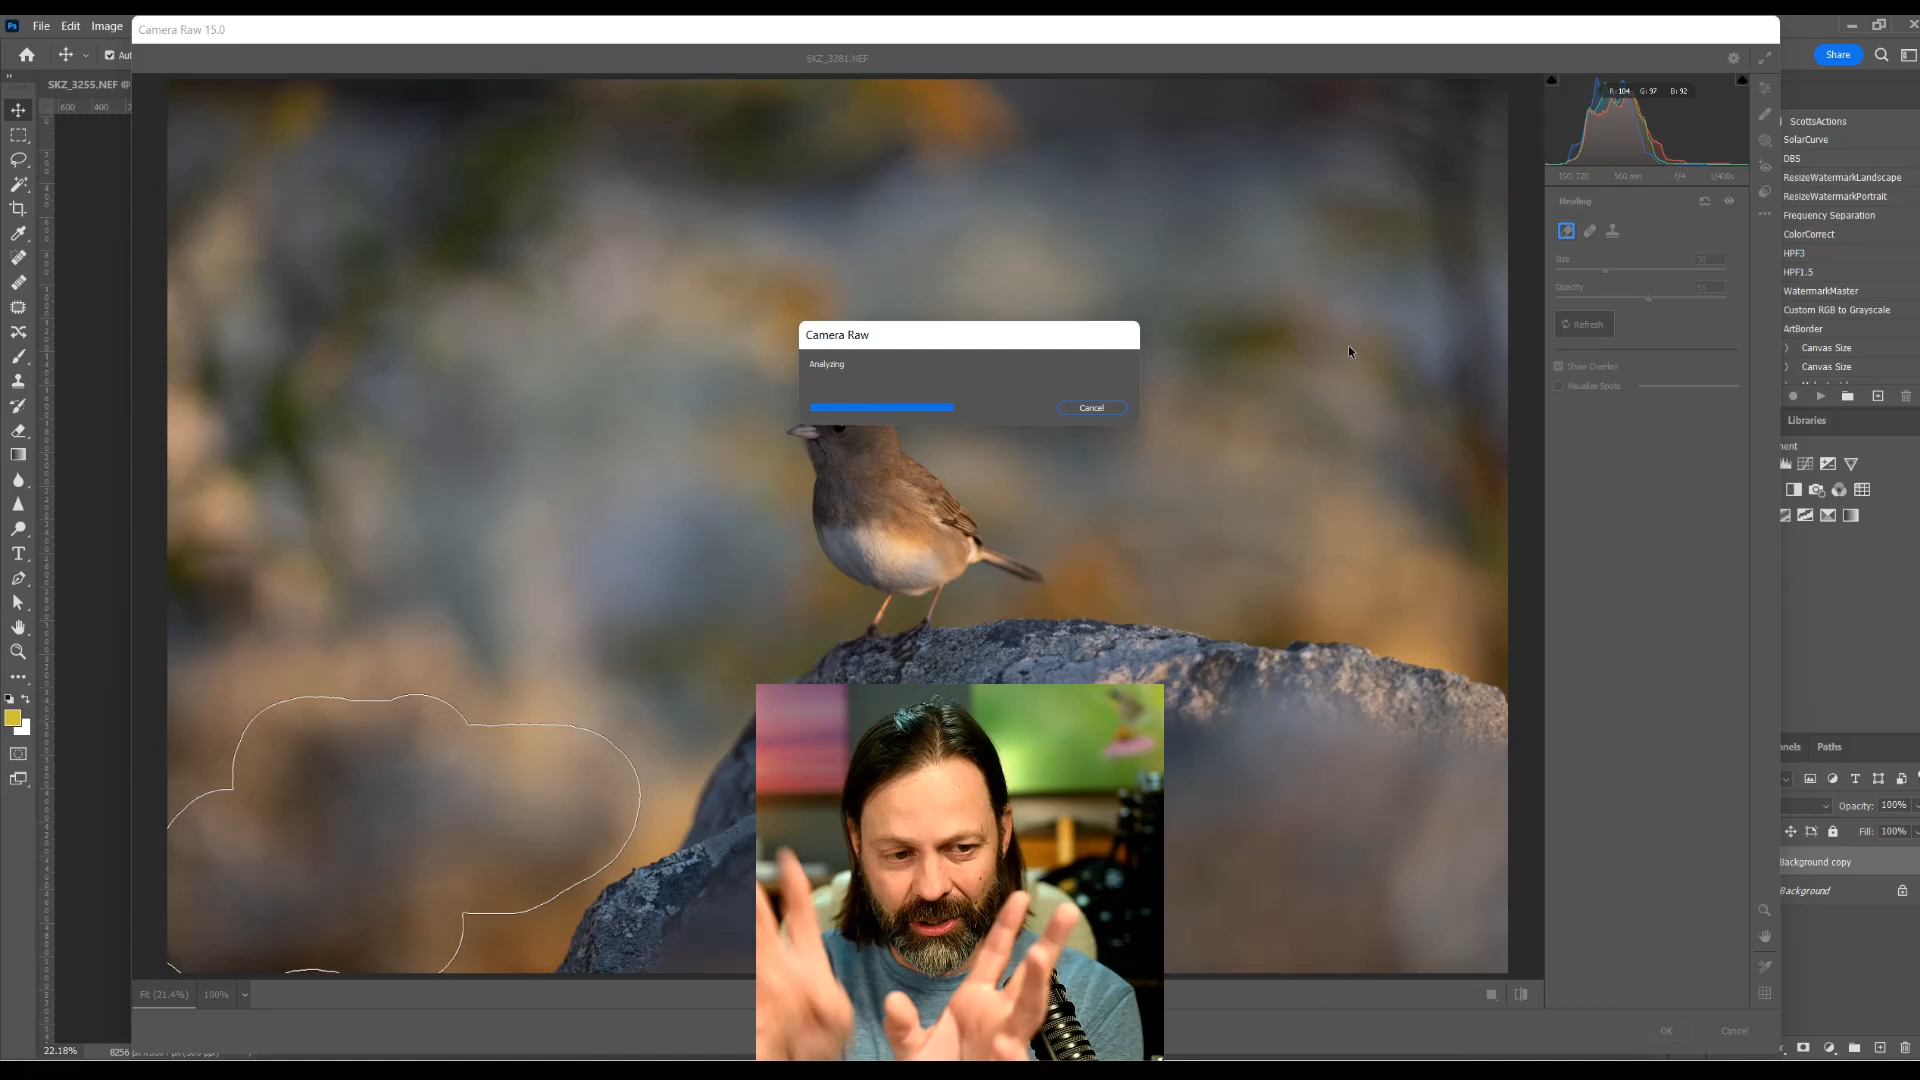 Ps File Edit Image
Camera Raw 15.0
SKZ_3281.NEF
Share
SKZ_3255.NEF @
600 400
R: 104 G: 97 B: 92
ISO 720 560 mm f/4 1/400s
Healing
Size
Opacity
Refresh
Show Overlay
Visualize Spots
Camera Raw
Analyzing
Cancel
ScottsActions
SolarCurve
DBS
ResizeWatermarkLandscape
ResizeWatermarkPortrait
Frequency Separation
ColorCorrect
HPF3
HPF1.5
WatermarkMaster
Custom RGB to Grayscale
ArtBorder
Canvas Size
Canvas Size
Libraries
Paths
Opacity: 100%
Fill: 100%
Background copy
Background
Fit (21.4%) 100%
OK Cancel
22.18%